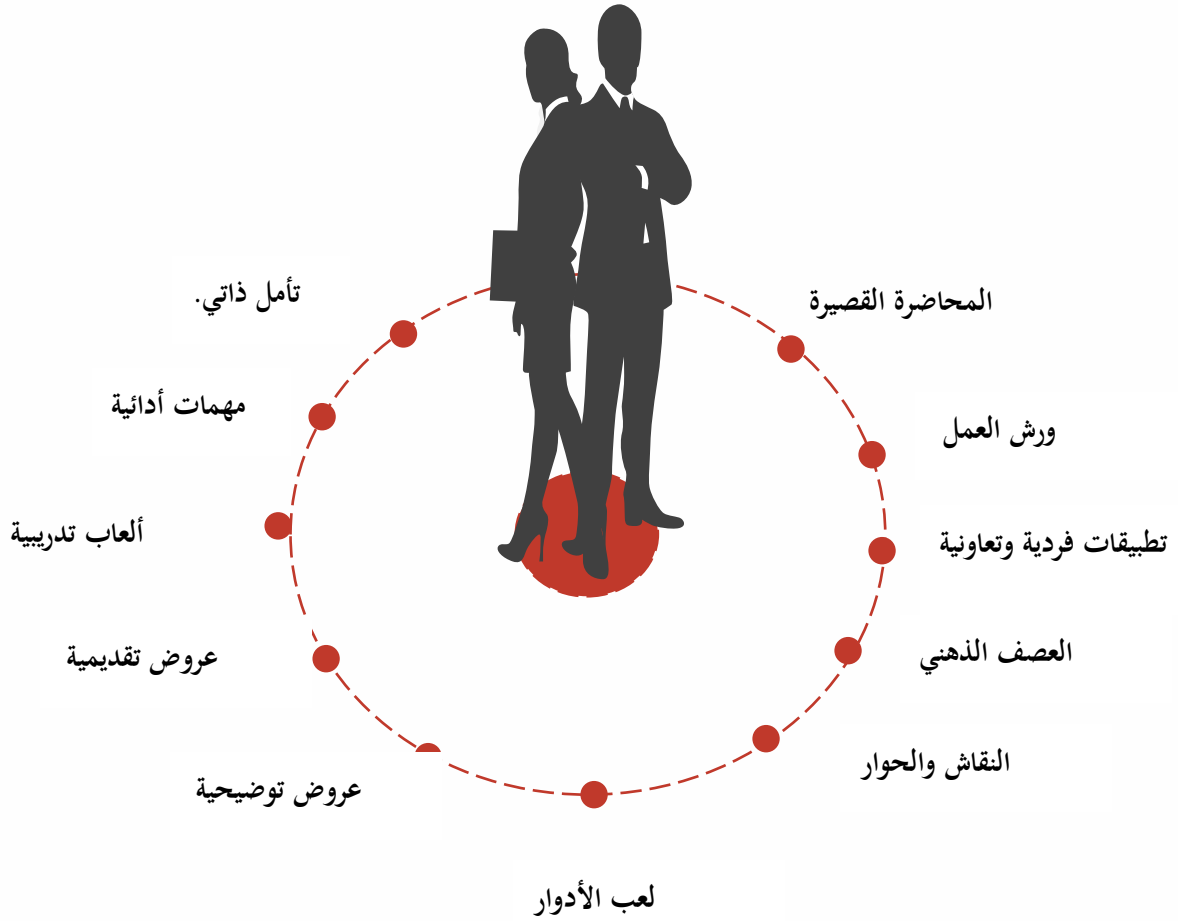 المحاضرة القصيرة
ورش العمل
تطبيقات فردية وتعاونية
العصف الذهني
النقاش والحوار
لعب الأدوار
عروض توضيحية
عروض تقديمية
ألعاب تدريبية
مهمات أدائية
تأمل ذاتي.